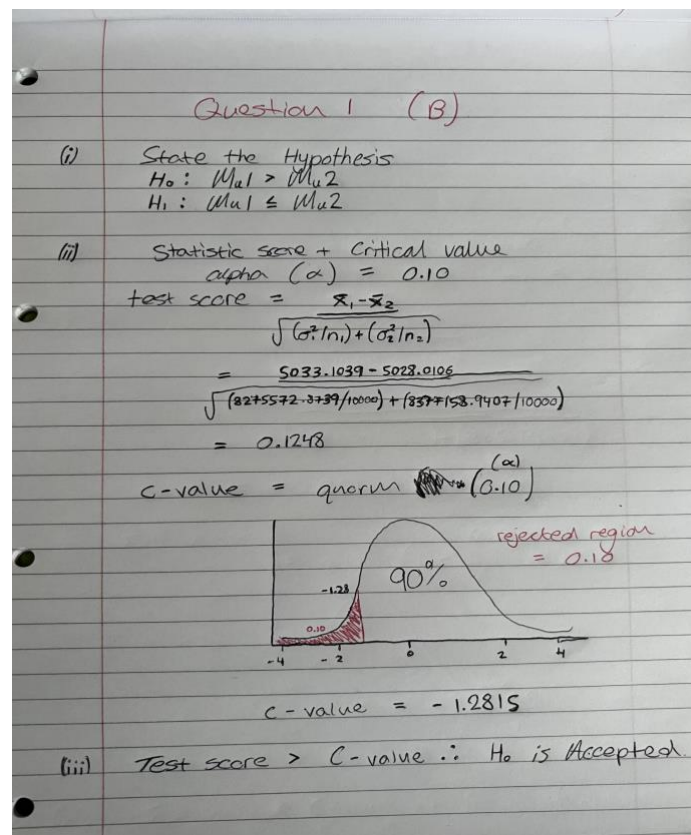 Question 1 (B)
(i) State the Hypothesis
H₀ : Mu1 > Mu2
H₁ : Mu1 ≤ Mu2
(ii) Statistic score + Critical value
alpha (α) = 0.10
test score = x̄₁-x̄₂
√(σ₁²/n₁)+(σ₂²/n₂)
= 5033.1039 - 5028.0106
√(8275572.3739/10000) + (8377158.9407/10000)
= 0.1248
(α)
c-value = qnorm (0.10)
rejected region
= 0.10
-1.28
90%
0.10
-4 -2 0 2 4
c-value = -1.2815
(iii) Test score > C-value ∴ H₀ is Accepted.